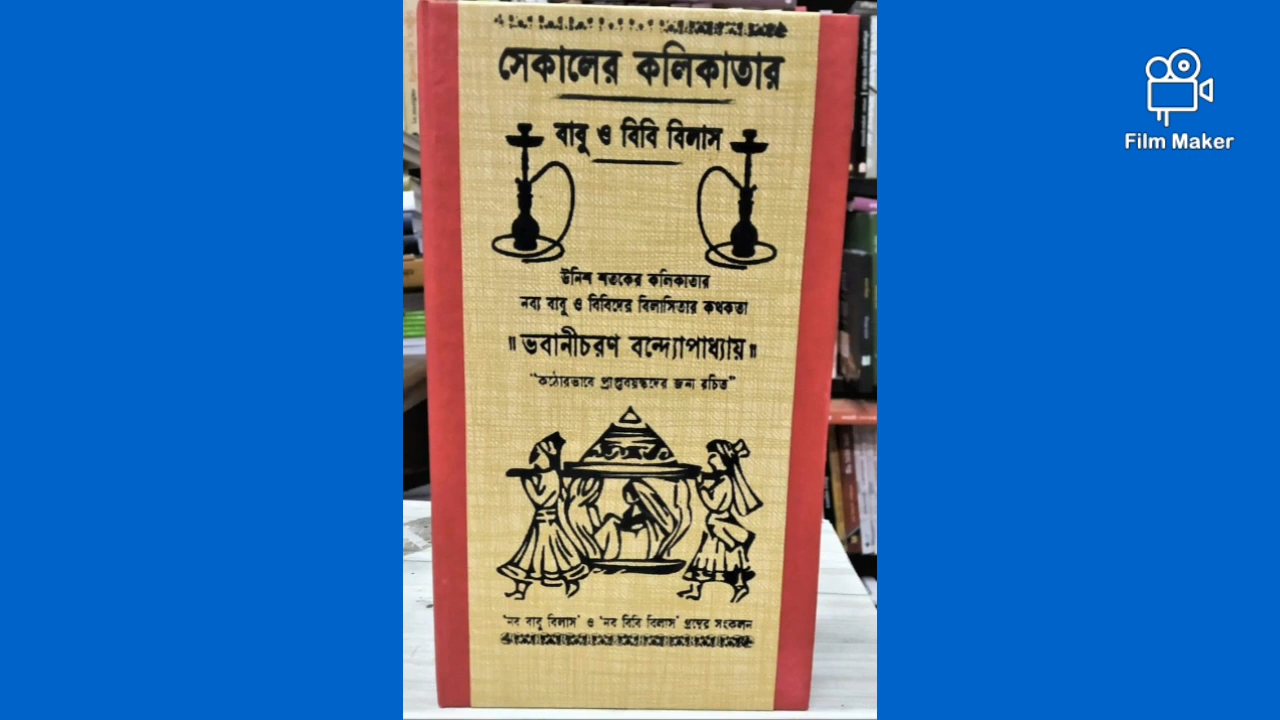 সেকালের কলিকাতার
বাবু ও বিবি বিলাস
উনিশ শতকের কলিকাতার
নব্য বাবু ও বিবিদের বিলাসিতার কথকতা
॥ ভবানীচরণ বন্দ্যোপাধ্যায় ॥
"কঠোরভাবে প্রাপ্তবয়স্কদের জন্য রচিত"
'নব বাবু বিলাস' ও 'নব বিবি বিলাস' গ্রন্থের সংকলন
Film Maker